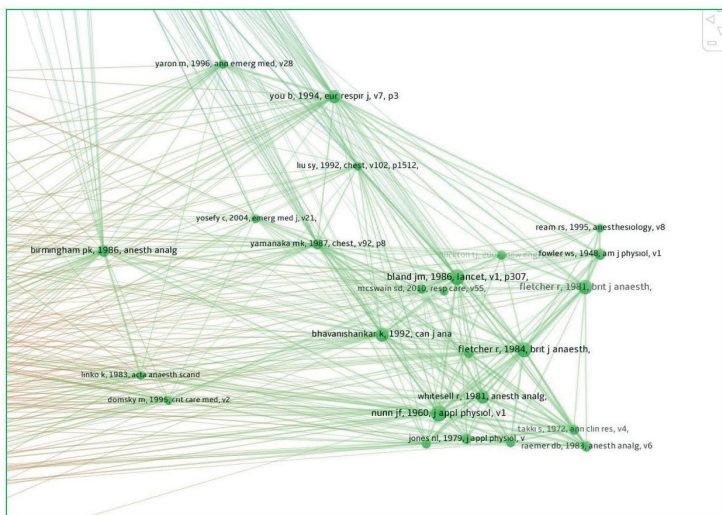 yaron m, 1996, ann emerg med, v28
you b, 1994, eur respir j, v7, p3
liu sy, 1992, chest, v102, p1512,
yosefy c, 2004, emerg med j, v21,
ream rs, 1995, anesthesiology, v8
yamanaka mk, 1987, chest, v92, p8
birmingham pk, 1986, anesth analg
fowler ws, 1948, am j physiol, v1
bland jm, 1986, lancet, v1, p307,
mcswain sd, 2010, resp care, v55,
fletcher r, 1981, brit j anaesth,
bhavanishankar k, 1992, can j ana
fletcher r, 1984, brit j anaesth,
linko k, 1983, acta anaesth scand
domsky m, 1995, crit care med, v2
whitesell r, 1981, anesth analg,
nunn jf, 1960, j appl physiol, v1
takki s, 1972, ann clin res, v4,
jones nl, 1979, j appl physiol, v
raemer db, 1983, anesth analg, v6